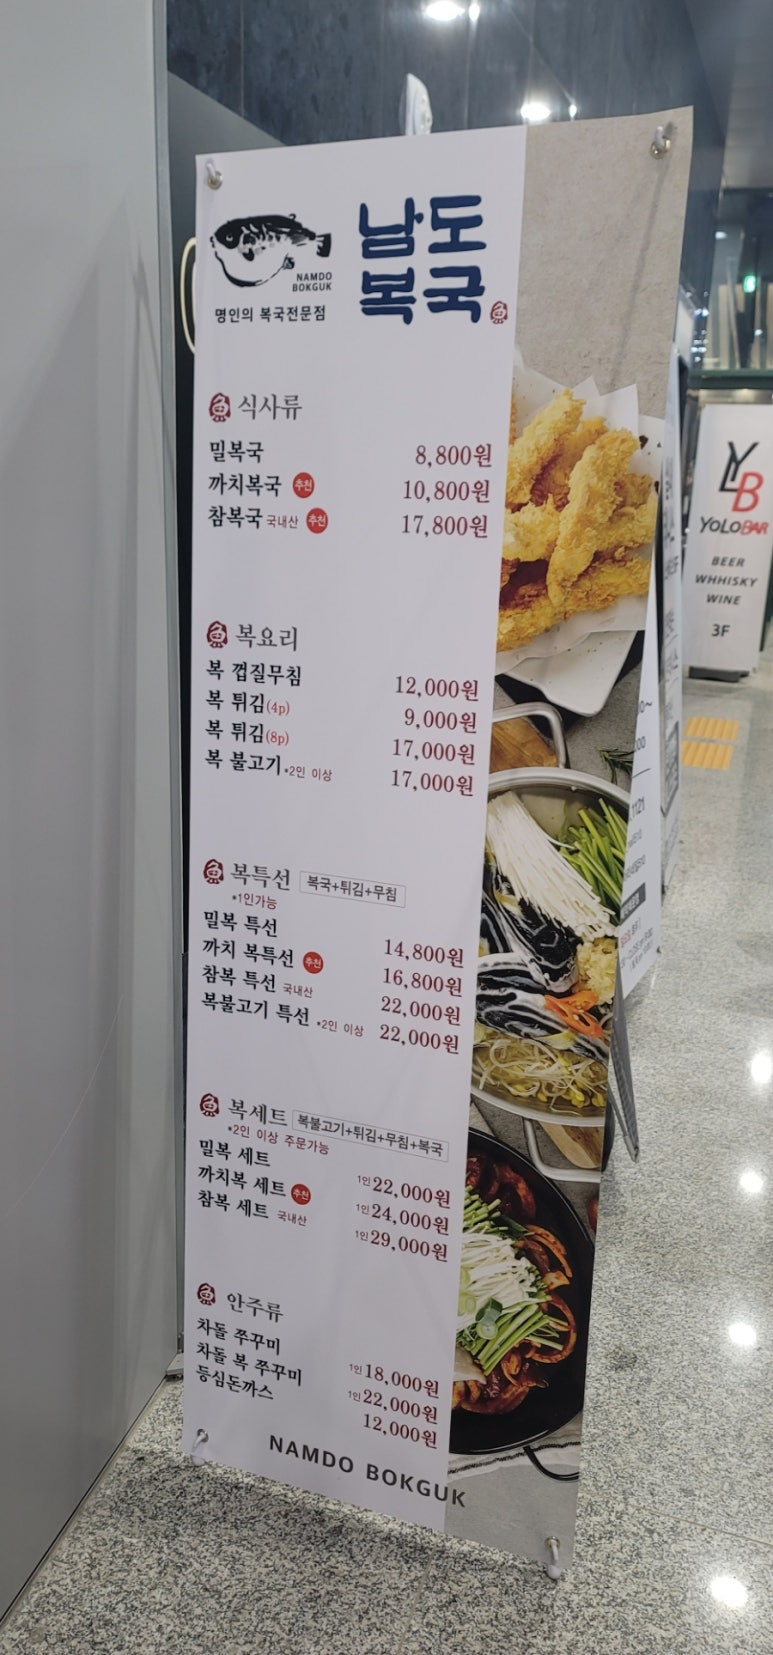 NAMDO
BOKGUK
명인의 복국전문점
남도
복국
식사류
밀복국 8,800원
까치복국 추천 10,800원
참복국 국내산 추천 17,800원
복요리
복 껍질무침 12,000원
복 튀김(4p) 9,000원
복 튀김(8p) 17,000원
복 불고기 *2인 이상 17,000원
복특선 복국+튀김+무침
*1인가능
밀복 특선 14,800원
까치 복특선 추천 16,800원
참복 특선 국내산 22,000원
복불고기 특선 *2인 이상 22,000원
복세트 복불고기+튀김+무침+복국
*2인 이상 주문가능
밀복 세트 1인 22,000원
까치복 세트 추천 1인 24,000원
참복 세트 국내산 1인 29,000원
안주류
차돌 쭈꾸미 1인 18,000원
차돌 복 쭈꾸미 1인 22,000원
등심돈까스 12,000원
NAMDO BOKGUK
YB
YOLOBAR
BEER
WHHISKY
WINE
3F